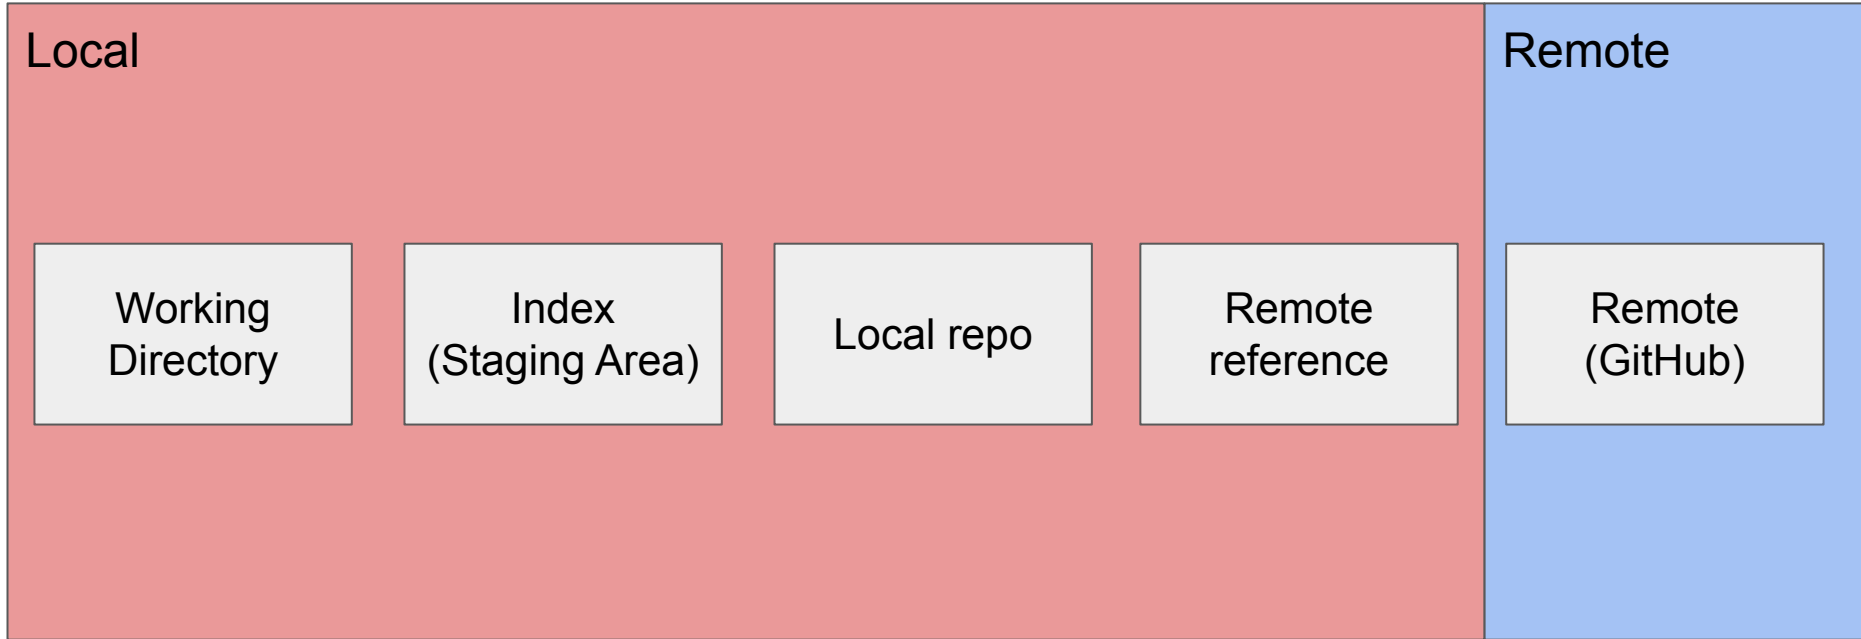 Local
Remote
Working
Directory
Index
(Staging Area)
Local repo
Remote
reference
Remote
(GitHub)